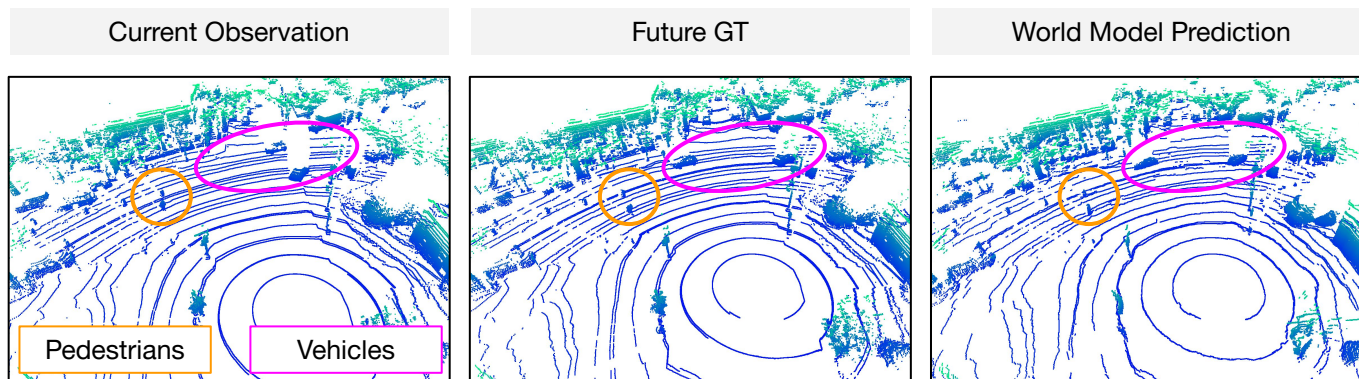 Current Observation
Future GT
World Model Prediction
Pedestrians
Vehicles